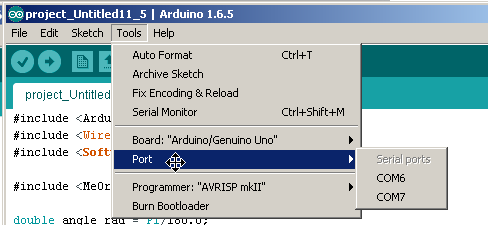 project_Untitled11_5 | Arduino 1.6.5
File Edit Sketch Tools Help
Auto Format Ctrl+T
Archive Sketch
Fix Encoding & Reload
Serial Monitor Ctrl+Shift+M
Board: "Arduino/Genuino Uno"
Port
Serial ports
COM6
COM7
Programmer: "AVRISP mkII"
Burn Bootloader
project_Untitled
#include <Ardu
#include <Wire
#include <Soft
#include <MeOr
double angle_rad = PI/180.0;